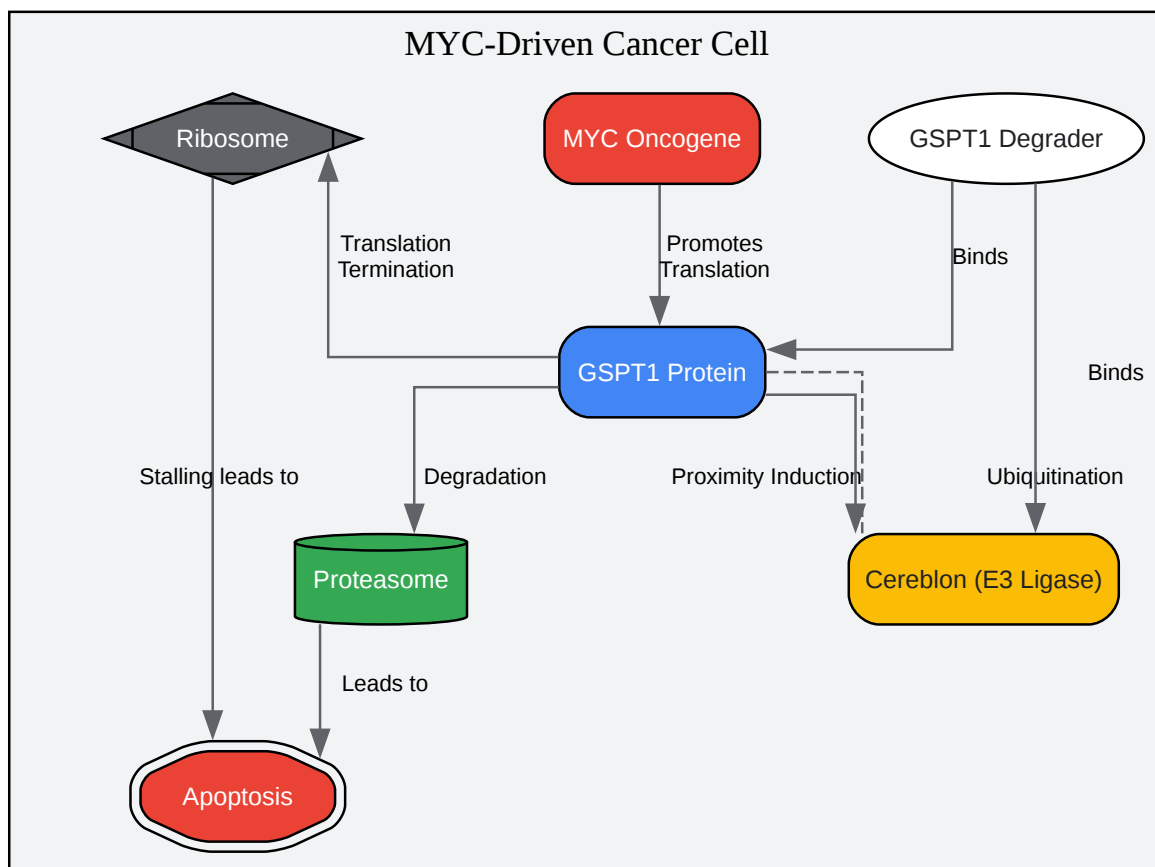 MYC-Driven Cancer Cell
Ribosome
MYC Oncogene
GSPT1 Degrader
Translation
Termination
Promotes
Translation
Binds
GSPT1 Protein
Binds
Stalling leads to
Degradation
Proximity Induction
Ubiquitination
Proteasome
Cereblon (E3 Ligase)
Leads to
Apoptosis